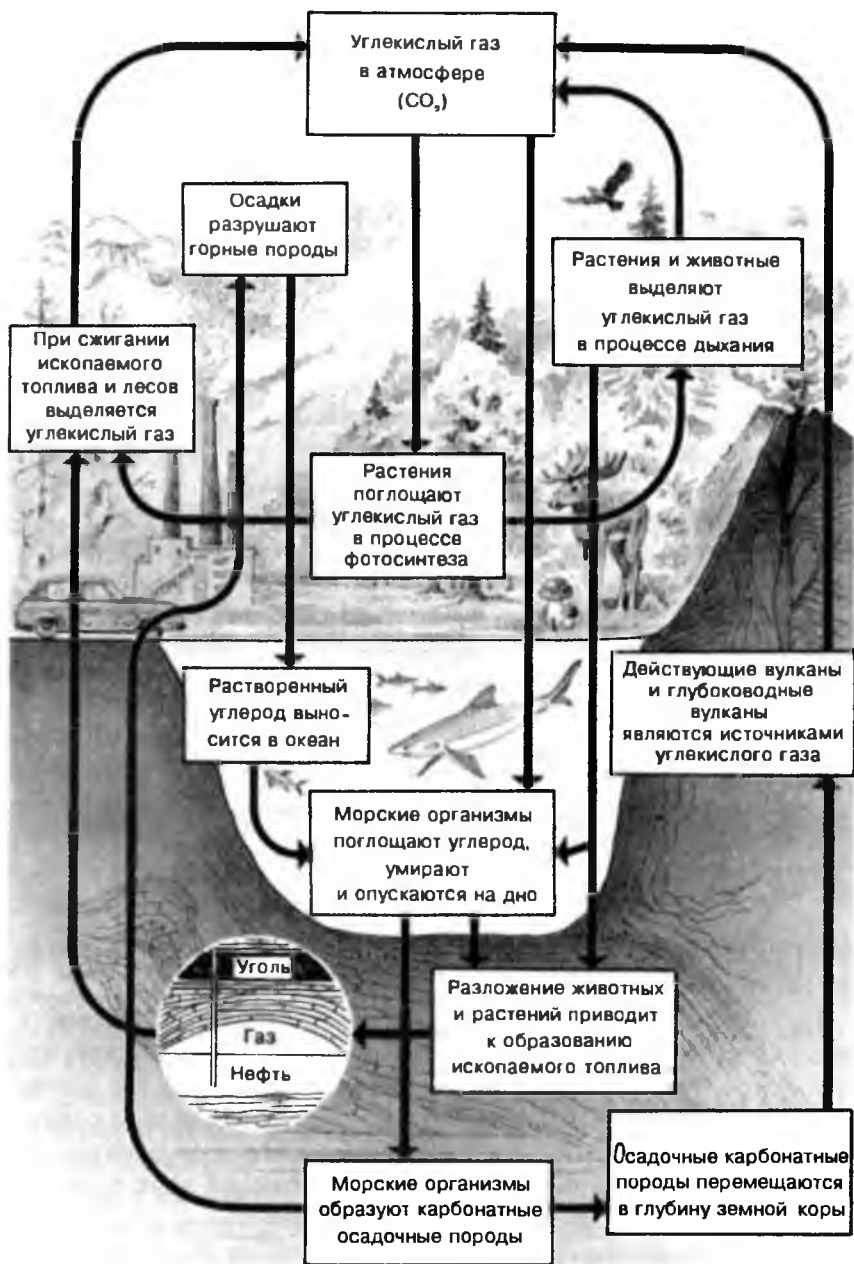 Углекислый газ
в атмосфере
(CO₂)
Осадки
разрушают
горные породы
Растения и животные
выделяют
углекислый газ
в процессе дыхания
При сжигании
ископаемого
топлива и лесов
выделяется
углекислый газ
Растения
поглощают
углекислый газ
в процессе
фотосинтеза
Растворенный
углерод выно-
сится в океан
Действующие вулканы
и глубоководные
вулканы
являются источниками
углекислого газа
Морские организмы
поглощают углерод,
умирают
и опускаются на дно
Уголь
Газ
Нефть
Разложение животных
и растений приводит
к образованию
ископаемого топлива
Осадочные карбонатные
породы перемещаются
в глубину земной коры
Морские организмы
образуют карбонатные
осадочные породы